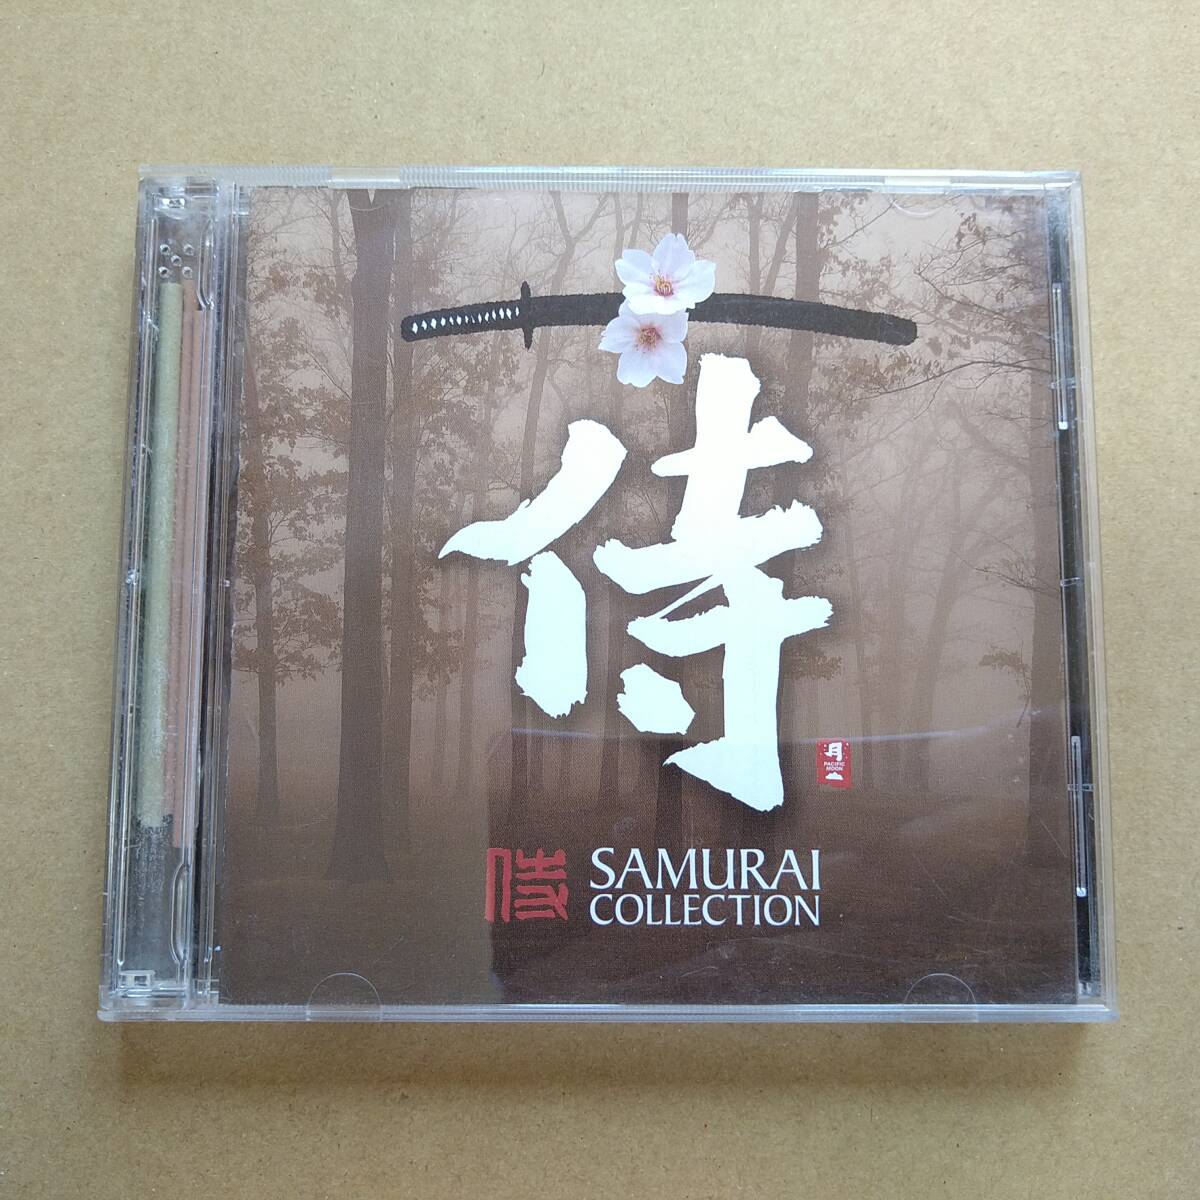 侍
月
PACIFIC
MOON
侍
SAMURAI
COLLECTION